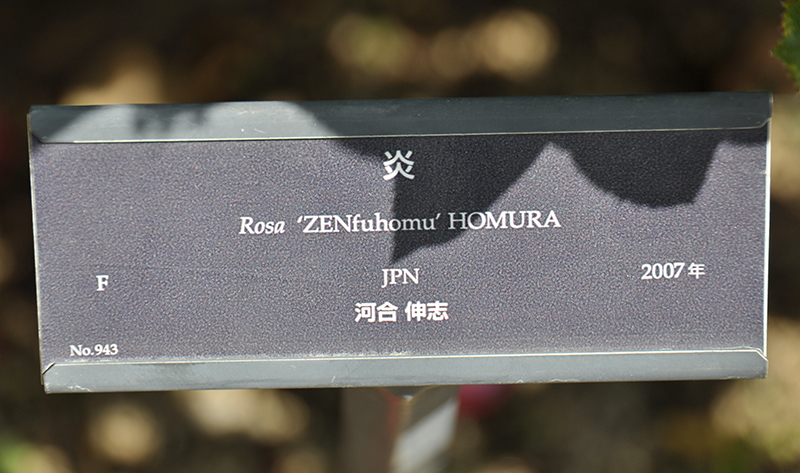 炎
Rosa ‘ZENfuhomu’ HOMURA
F JPN 2007年
河合 伸志
No.943